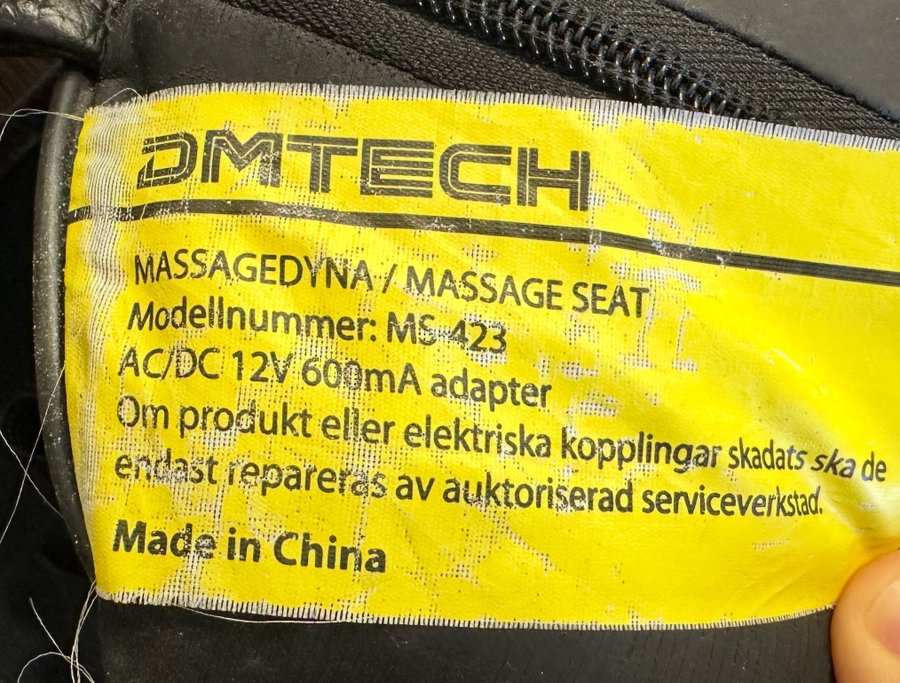 DMTECH
MASSAGEDYNA / MASSAGE SEAT
Modellnummer: MS-423
AC/DC 12V 600mA adapter
Om produkt eller elektriska kopplingar skadats ska de
endast repareras av auktoriserad serviceverkstad.
Made in China